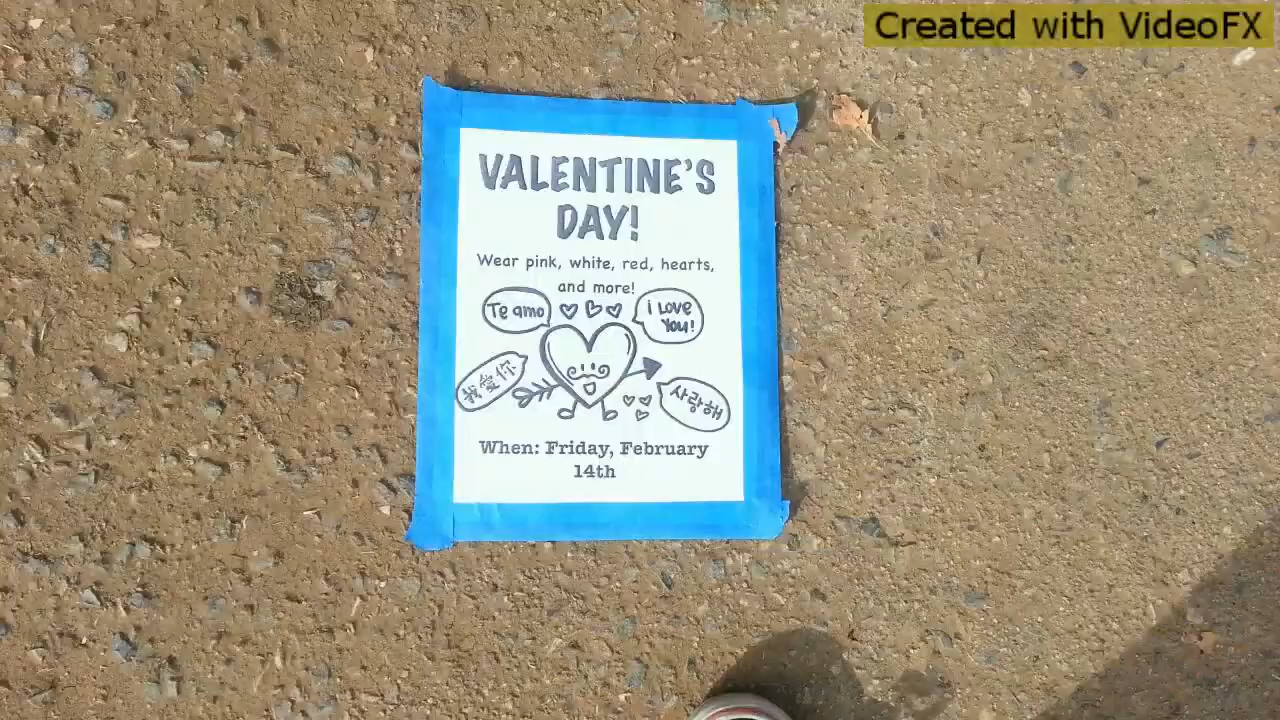 Created with VideoFX
VALENTINE'S
DAY!
Wear pink, white, red, hearts,
and more!
Te amo
i Love
You!
我爱你
사랑해
When: Friday, February
14th